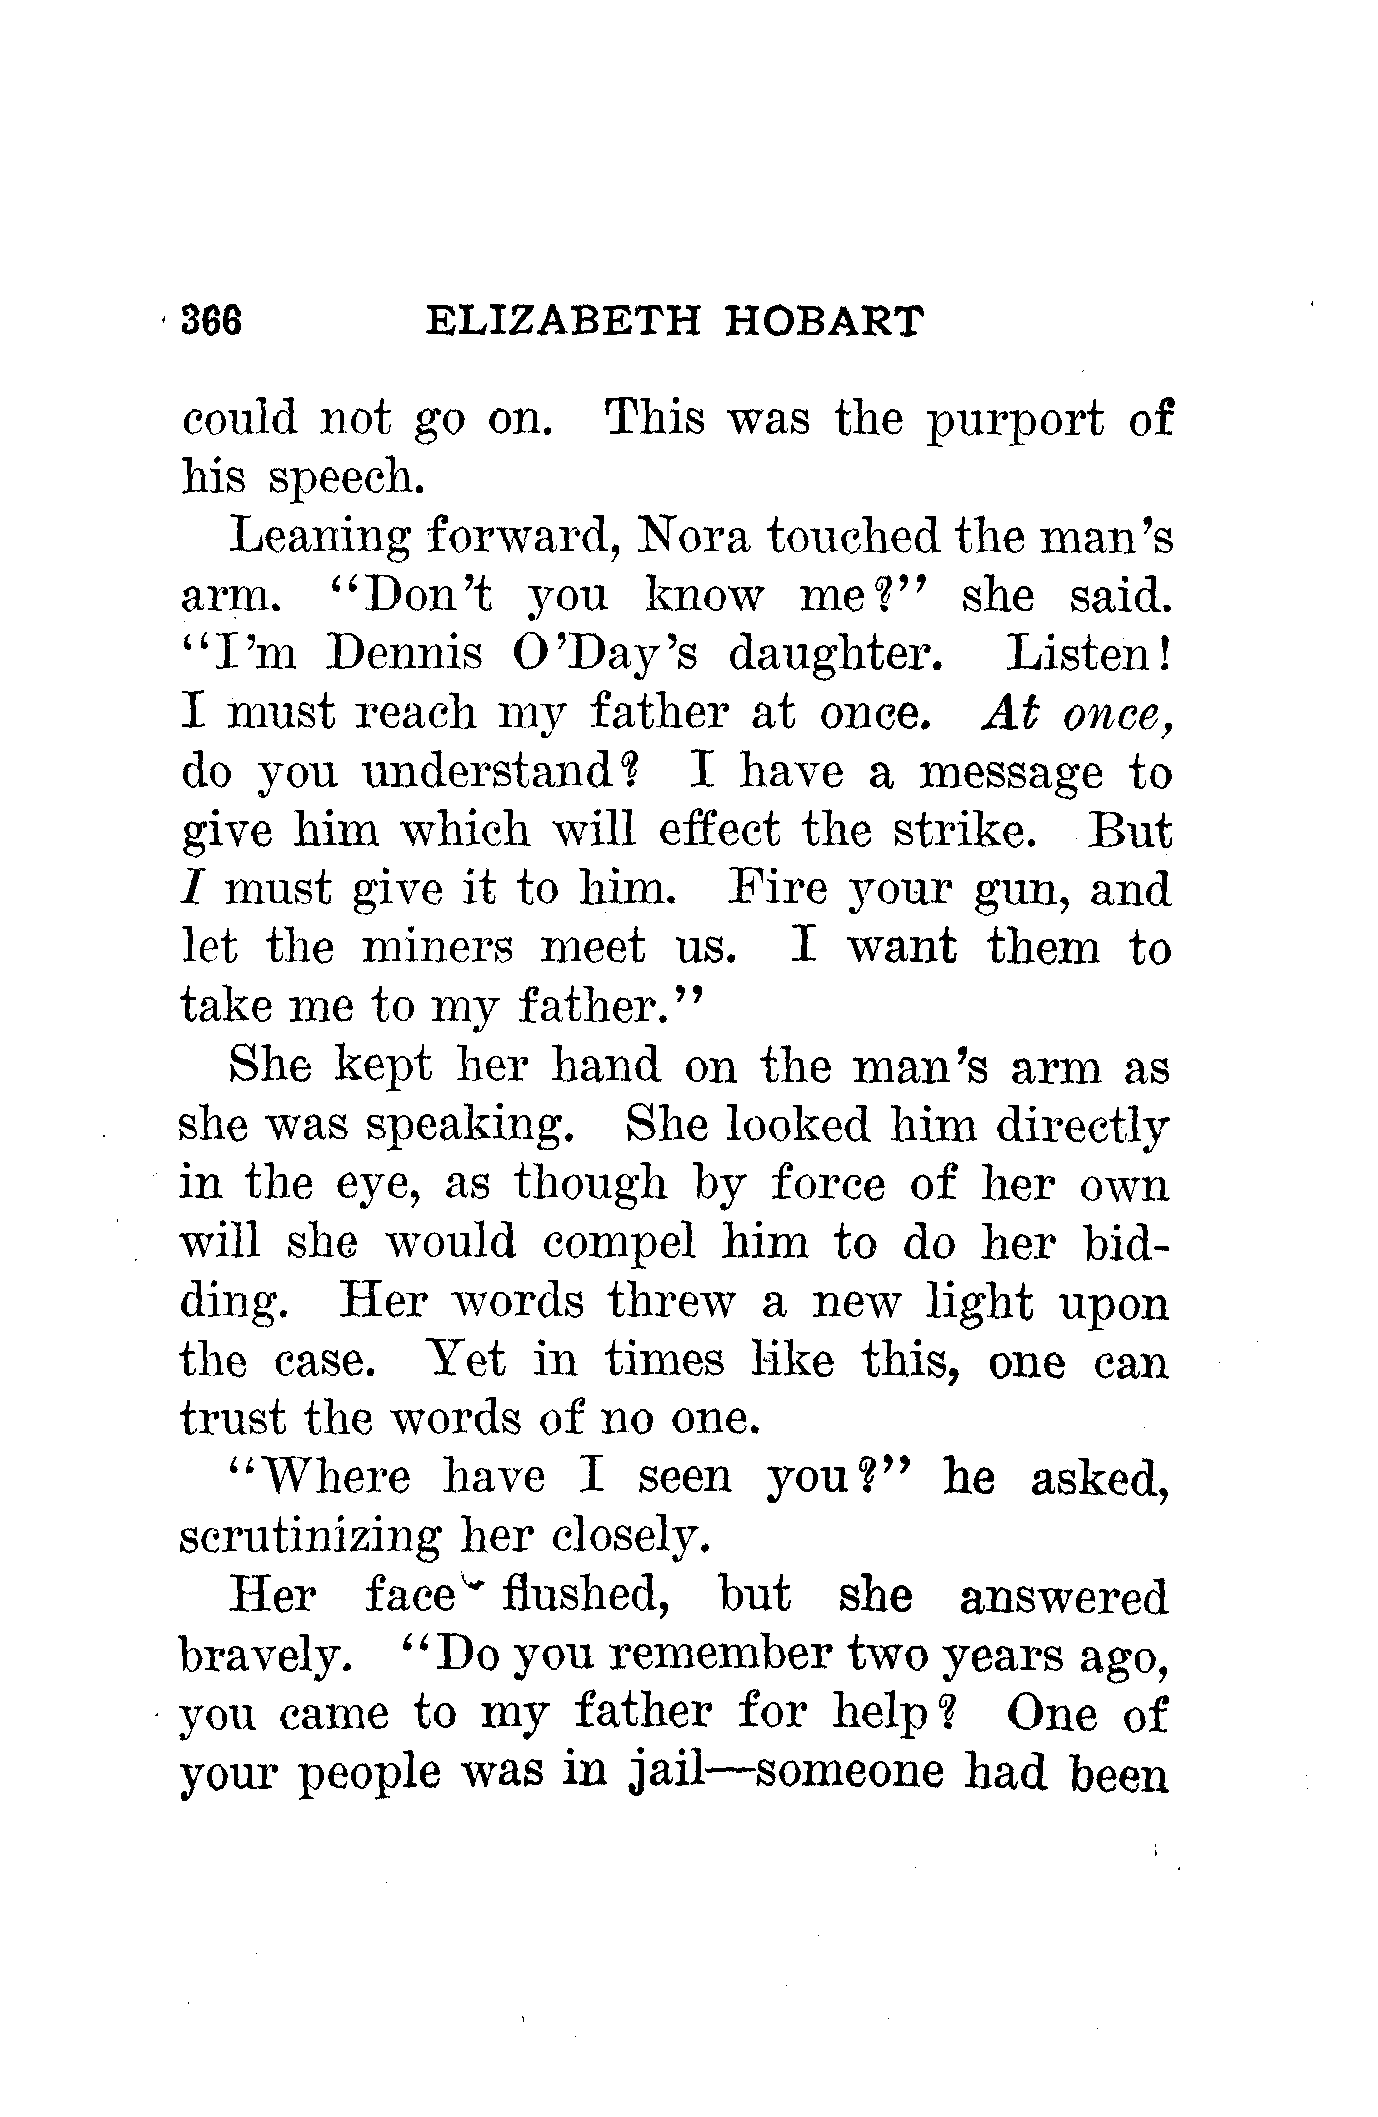 366 ELIZABETH HOBART
could not go on. This was the purport of
his speech.
Leaning forward, Nora touched the man's
arm. "Don't you know me?" she said.
"I'm Dennis O'Day's daughter. Listen!
I must reach my father at once. At once,
do you understand? I have a message to
give him which will effect the strike. But
I must give it to him. Fire your gun, and
let the miners meet us. I want them to
take me to my father."
She kept her hand on the man's arm as
she was speaking. She looked him directly
in the eye, as though by force of her own
will she would compel him to do her bid-
ding. Her words threw a new light upon
the case. Yet in times like this, one can
trust the words of no one.
"Where have I seen you?" he asked,
scrutinizing her closely.
Her face flushed, but she answered
bravely. "Do you remember two years ago,
you came to my father for help? One of
your people was in jail—someone had been